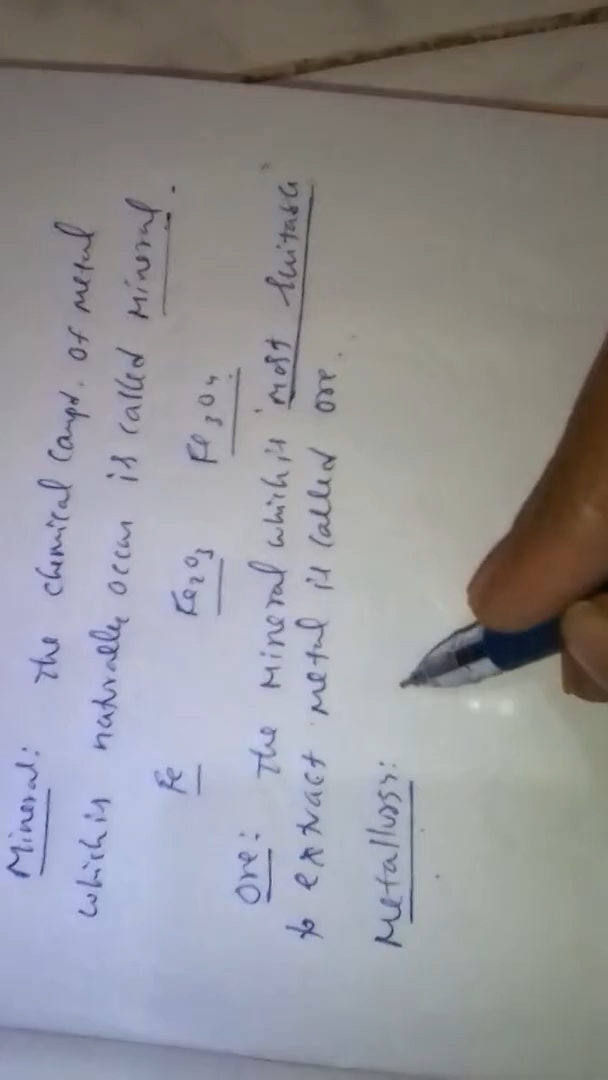 Mineral: The chemical Compd. of metal
which is naturally occur is called Mineral.
Fe Fe2O3 Fe3O4
Ore: The Mineral which is most suitable
to extract metal is called ore.
Metallurgy: